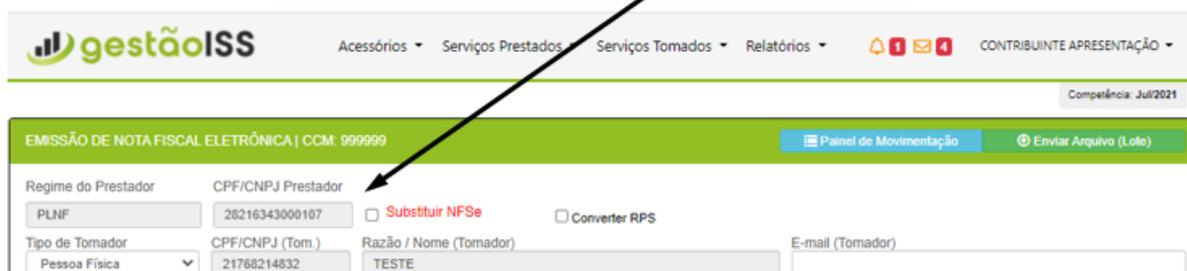 gestãoISS Acessórios Serviços Prestados Serviços Tomados Relatórios 1 4 CONTRIBUINTE APRESENTAÇÃO
Competência: Jul/2021
EMISSÃO DE NOTA FISCAL ELETRÔNICA | CCM: 999999 Painel de Movimentação Enviar Arquivo (Lote)
Regime do Prestador CPF/CNPJ Prestador
PLNF 28216343000107 Substituir NFSe Converter RPS
Tipo de Tomador CPF/CNPJ (Tom.) Razão / Nome (Tomador) E-mail (Tomador)
Pessoa Física 21768214832 TESTE